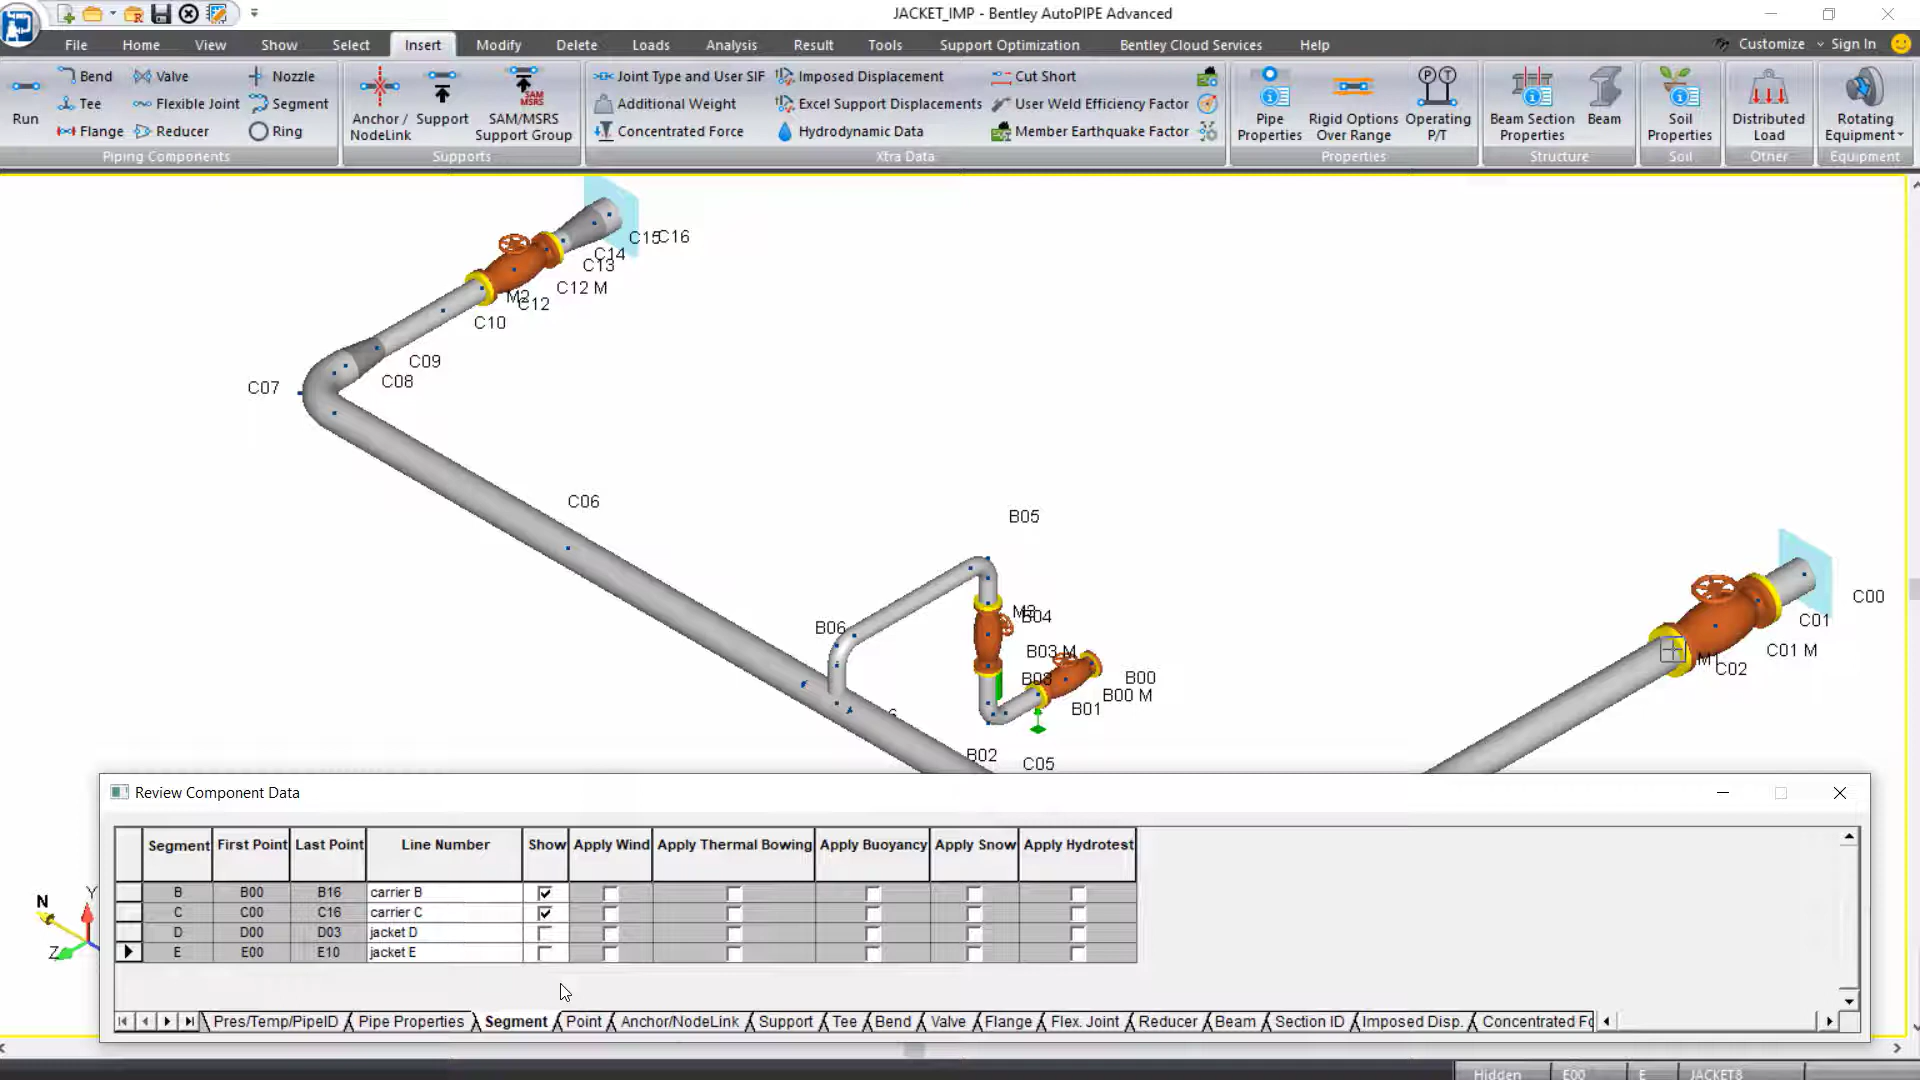 JACKET_IMP - Bentley AutoPIPE Advanced
File Home View Show Select Insert Modify Delete Loads Analysis Result Tools Support Optimization Bentley Cloud Services Help Customize Sign In
Run
Bend
Tee
Flange
Valve
Flexible Joint
Reducer
Nozzle
Segment
Ring
Piping Components
Anchor / NodeLink
Support
SAM/MSRS Support Group
Supports
Joint Type and User SIF
Additional Weight
Concentrated Force
Imposed Displacement
Excel Support Displacements
Hydrodynamic Data
Cut Short
User Weld Efficiency Factor
Member Earthquake Factor
Xtra Data
Pipe Properties
Rigid Options Over Range
P T
Operating P/T
Properties
Beam Section Properties
Beam
Structure
Soil Properties
Soil
Distributed Load
Other
Rotating Equipment
Equipment
C15 C16
C14
C13
C12 M
M2
C12
C10
C09
C08
C07
C06
B05
B06
B04
B03 M
B03
B00
B00 M
B01
B02
C05
C00
C01
C01 M
M1
C02
N
Y
Z
Review Component Data
Segment First Point Last Point Line Number Show Apply Wind Apply Thermal Bowing Apply Buoyancy Apply Snow Apply Hydrotest
B B00 B16 carrier B
C C00 C16 carrier C
D D00 D03 jacket D
E E00 E10 jacket E
Pres/Temp/PipeID Pipe Properties Segment Point Anchor/NodeLink Support Tee Bend Valve Flange Flex. Joint Reducer Beam Section ID Imposed Disp. Concentrated Fo
Hidden E00 E JACKET8